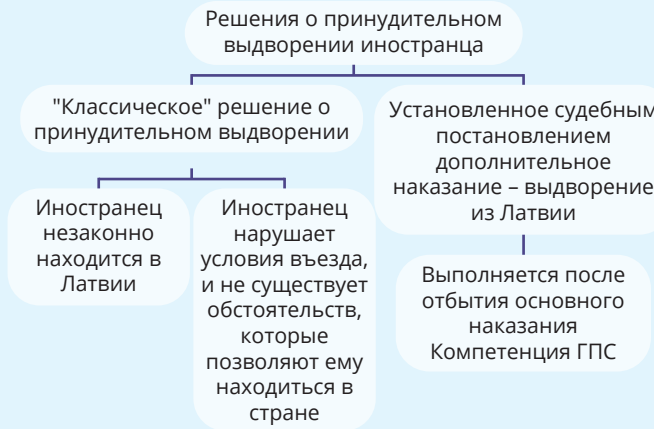 Решения о принудительном
выдворении иностранца
"Классическое" решение о
принудительном выдворении
Иностранец
незаконно
находится в
Латвии
Иностранец
нарушает
условия въезда,
и не существует
обстоятельств,
которые
позволяют ему
находиться в
стране
Установленное судебным
постановлением
дополнительное
наказание – выдворение
из Латвии
Выполняется после
отбытия основного
наказания
Компетенция ГПС